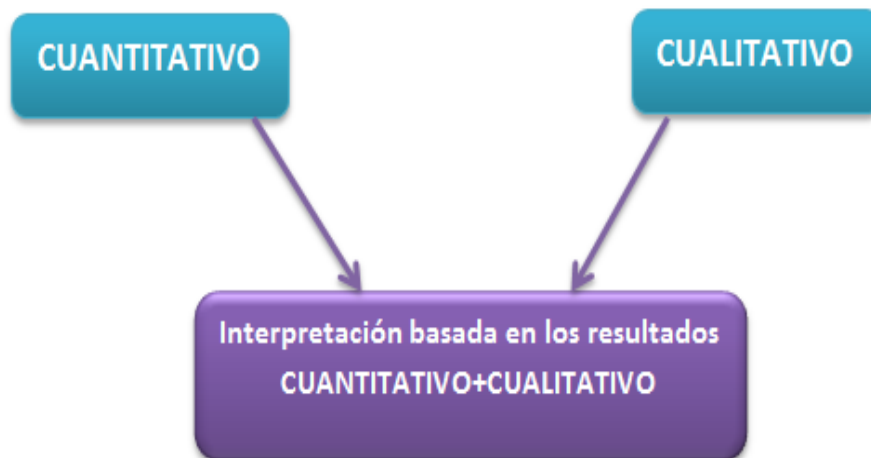 CUANTITATIVO
CUALITATIVO
Interpretación basada en los resultados
CUANTITATIVO+CUALITATIVO